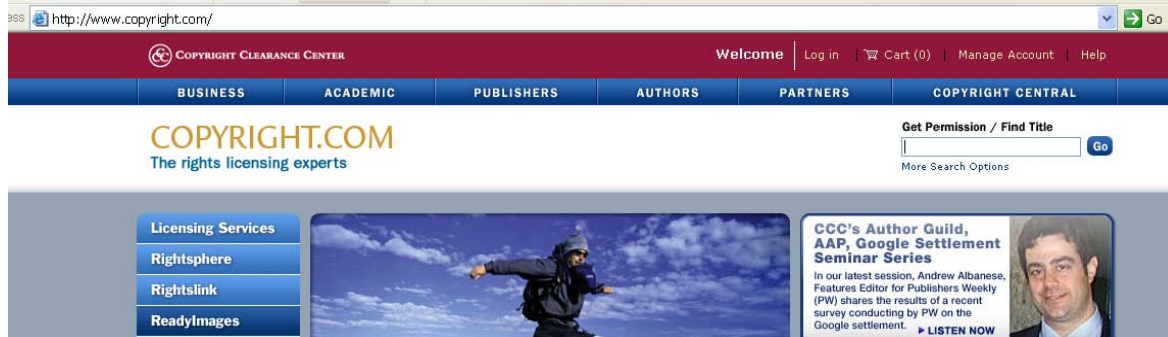 ess http://www.copyright.com/ Go
CCC COPYRIGHT CLEARANCE CENTER Welcome Log in Cart (0) Manage Account Help
BUSINESS ACADEMIC PUBLISHERS AUTHORS PARTNERS COPYRIGHT CENTRAL
COPYRIGHT.COM
The rights licensing experts
Get Permission / Find Title
Go
More Search Options
Licensing Services
Rightsphere
Rightslink
ReadyImages
CCC's Author Guild,
AAP, Google Settlement
Seminar Series
In our latest session, Andrew Albanese,
Features Editor for Publishers Weekly
(PW) shares the results of a recent
survey conducting by PW on the
Google settlement. LISTEN NOW